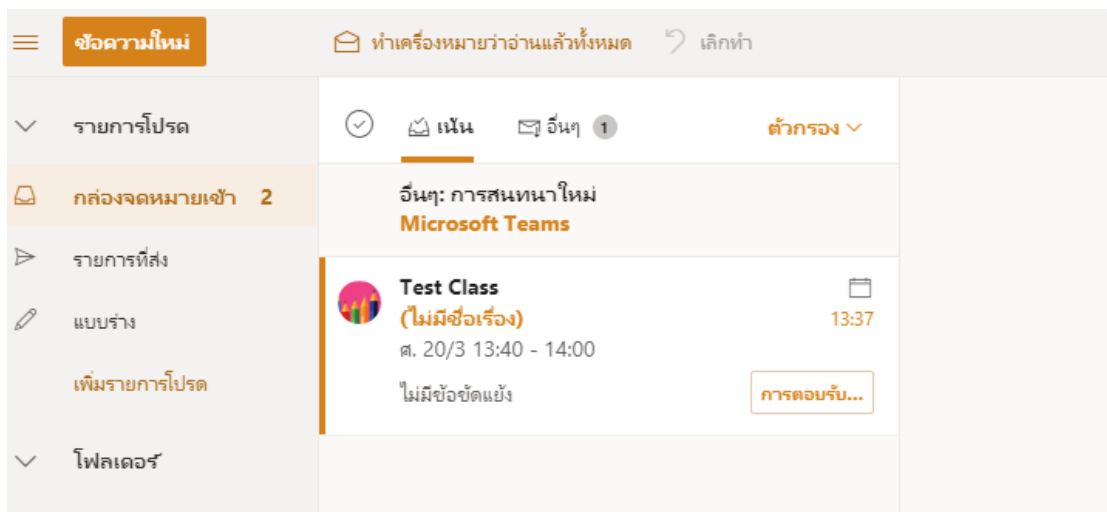 ข้อความใหม่
ทำเครื่องหมายว่าอ่านแล้วทั้งหมด
เลิกทำ
รายการโปรด
กล่องจดหมายเข้า 2
รายการที่ส่ง
แบบร่าง
เพิ่มรายการโปรด
โฟลเดอร์
เน้น
อื่นๆ 1
ตัวกรอง
อื่นๆ: การสนทนาใหม่
Microsoft Teams
Test Class
(ไม่มีชื่อเรื่อง) 13:37
ศ. 20/3 13:40 - 14:00
ไม่มีข้อขัดแย้ง
การตอบรับ...